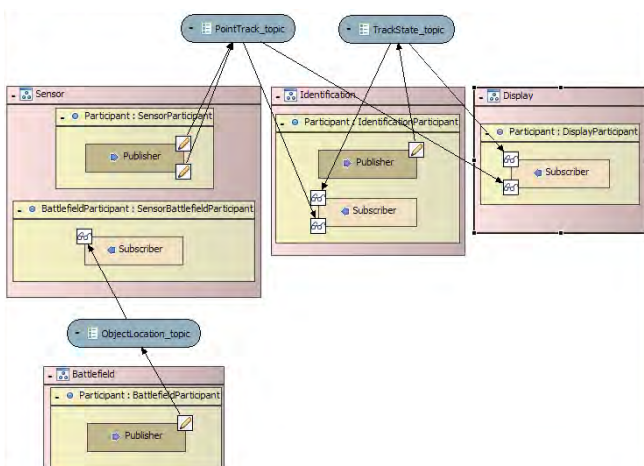 PointTrack_topic
TrackState_topic
Sensor
Participant : SensorParticipant
Publisher
BattlefieldParticipant : SensorBattlefieldParticipant
Subscriber
Identification
Participant : IdentificationParticipant
Publisher
Subscriber
Display
Participant : DisplayParticipant
Subscriber
ObjectLocation_topic
Battlefield
Participant : BattlefieldParticipant
Publisher